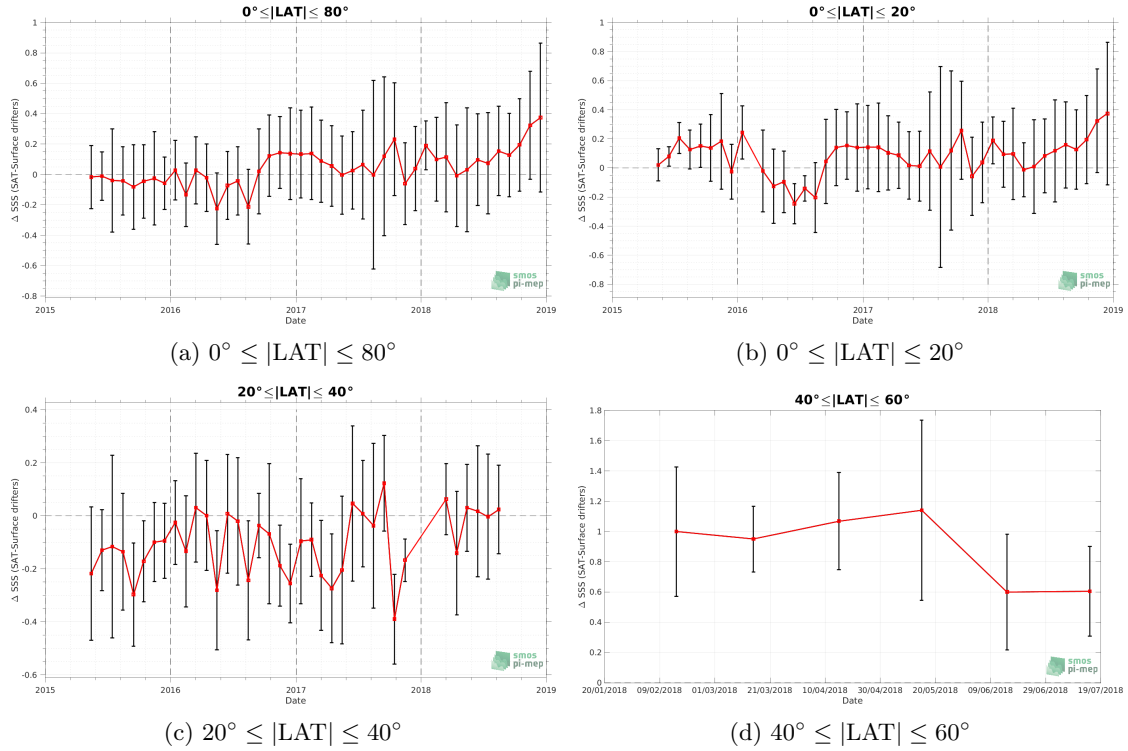 0°≤|LAT|≤ 80°
Δ SSS (SAT-Surface drifters)
1
0.8
0.6
0.4
0.2
0
-0.2
-0.4
-0.6
-0.8
2015
2016
2017
2018
2019
Date
smos
pi-mep
(a) 0° ≤ |LAT| ≤ 80°
0°≤|LAT|≤ 20°
Δ SSS (SAT-Surface drifters)
1
0.8
0.6
0.4
0.2
0
-0.2
-0.4
-0.6
-0.8
2015
2016
2017
2018
2019
Date
smos
pi-mep
(b) 0° ≤ |LAT| ≤ 20°
20°≤|LAT|≤ 40°
Δ SSS (SAT-Surface drifters)
0.4
0.2
0
-0.2
-0.4
-0.6
2015
2016
2017
2018
2019
Date
smos
pi-mep
(c) 20° ≤ |LAT| ≤ 40°
40°≤|LAT|≤ 60°
Δ SSS (SAT-Surface drifters)
1.8
1.6
1.4
1.2
1
0.8
0.6
0.4
0.2
0
20/01/2018
09/02/2018
01/03/2018
21/03/2018
10/04/2018
30/04/2018
20/05/2018
09/06/2018
29/06/2018
19/07/2018
Date
smos
pi-mep
(d) 40° ≤ |LAT| ≤ 60°